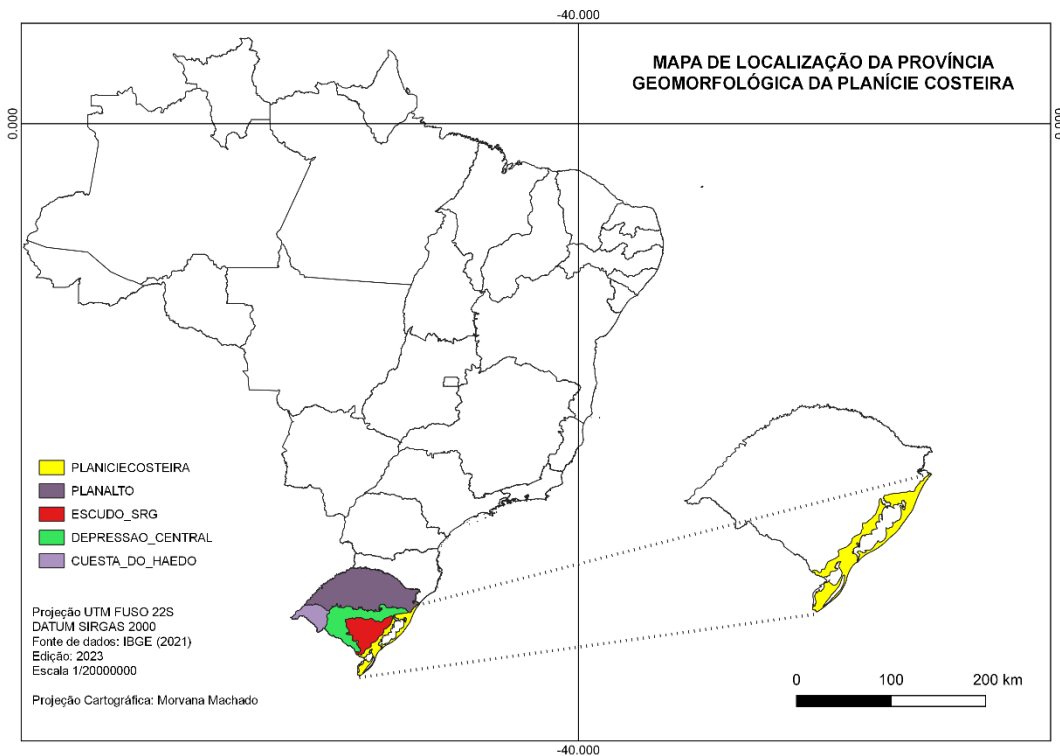 -40.000
MAPA DE LOCALIZAÇÃO DA PROVÍNCIA
GEOMORFOLÓGICA DA PLANÍCIE COSTEIRA
0.000
0.000
PLANICIECOSTEIRA
PLANALTO
ESCUDO_SRG
DEPRESSAO_CENTRAL
CUESTA_DO_HAEDO
Projeção UTM FUSO 22S
DATUM SIRGAS 2000
Fonte de dados: IBGE (2021)
Edição: 2023
Escala 1/20000000
Projeção Cartográfica: Morvana Machado
0 100 200 km
-40.000